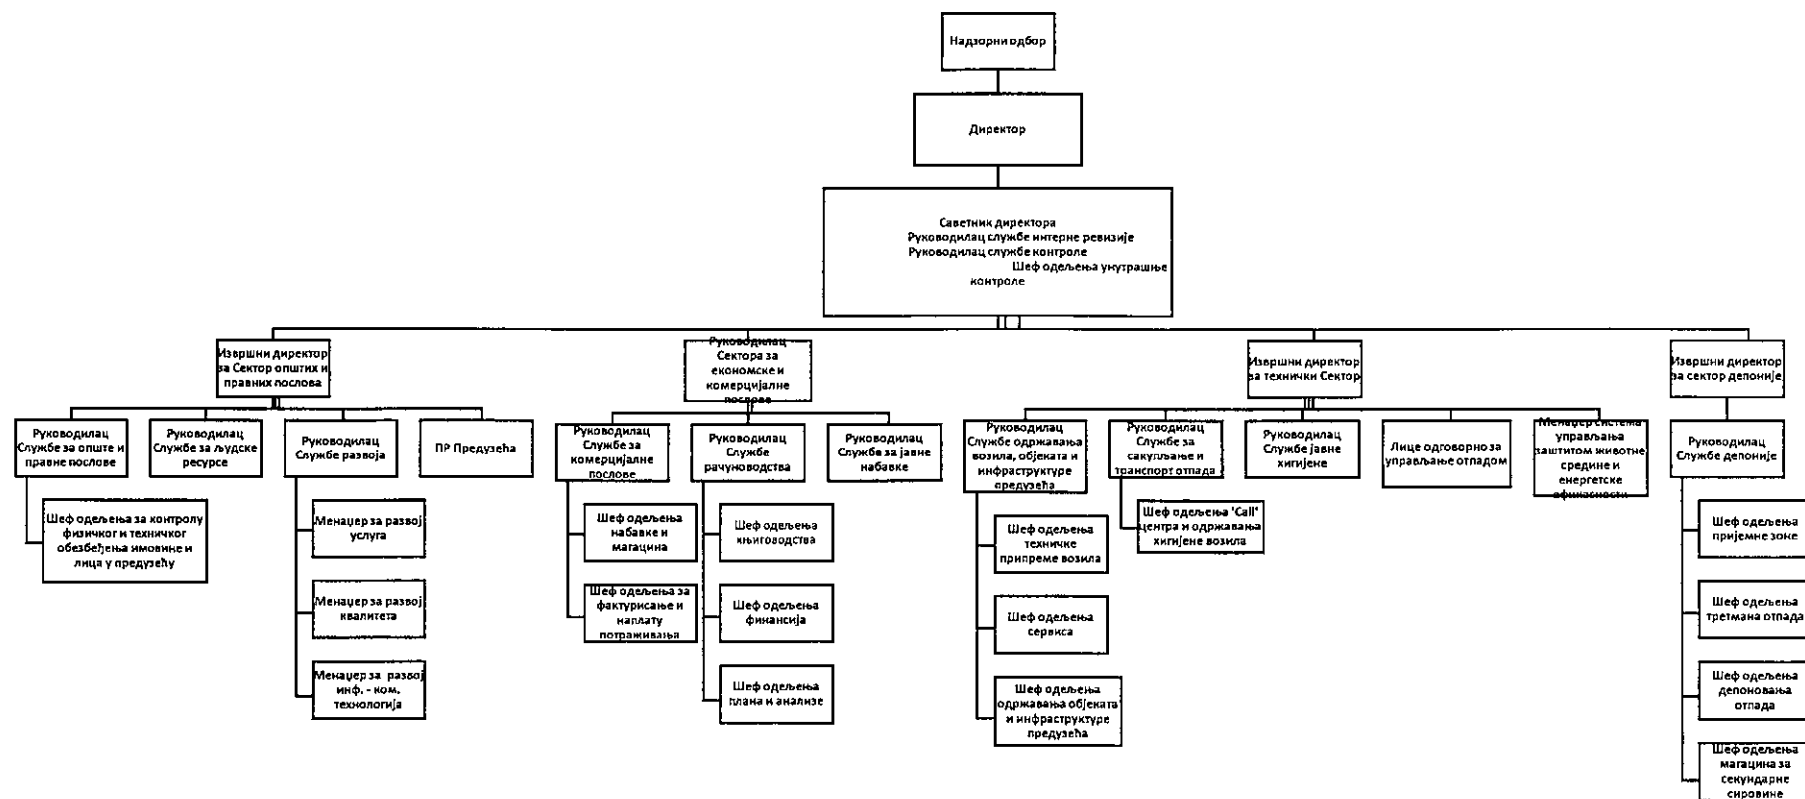 Надзорни одбор
Директор
Саветник директора
Руководилац службе интерне ревизије
Руководилац службе контроле
Шеф одељења унутрашње
контроле
Извршни директор
за Сектор општих и
правних послова
Руководилац
Сектора за
економске и
комерцијалне
послове
Извршни директор
за технички Сектор
Извршни директор
за сектор депоније
Руководилац
Службе за опште и
правне послове
Руководилац
Службе за људске
ресурсе
Руководилац
Службе развоја
ПР Предузећа
Руководилац
Службе за
комерцијалне
послове
Руководилац
Службе
рачуноводства
Руководилац
Службе за јавне
набавке
Руководилац
Службе одржавања
возила, објеката и
инфраструктуре
предузећа
Руководилац
Службе за
сакупљање и
транспорт отпада
Руководилац
Службе јавне
хигијене
Лице одговорно за
управљање отпадом
Менаџер система
управљања
заштитом животне
средине и
енергетске
ефикасности
Руководилац
Службе депоније
Шеф одељења за контролу
физичког и техничког
обезбеђења имовине и
лица у предузећу
Менаџер за развој
услуга
Менаџер за развој
квалитета
Менаџер за развој
инф. - ком.
технологија
Шеф одељења
набавке и
магацина
Шеф одељења за
фактурисање и
наплату
потраживања
Шеф одељења
књиговодства
Шеф одељења
финансија
Шеф одељења
плана и анализе
Шеф одељења
техничке
припреме возила
Шеф одељења
сервиса
Шеф одељења
одржавања објеката
и инфраструктуре
предузећа
Шеф одељења 'Call'
центра и одржавања
хигијене возила
Шеф одељења
пријемне зоне
Шеф одељења
третмана отпада
Шеф одељења
депоновања
отпада
Шеф одељења
магацина за
секундарне
сировине